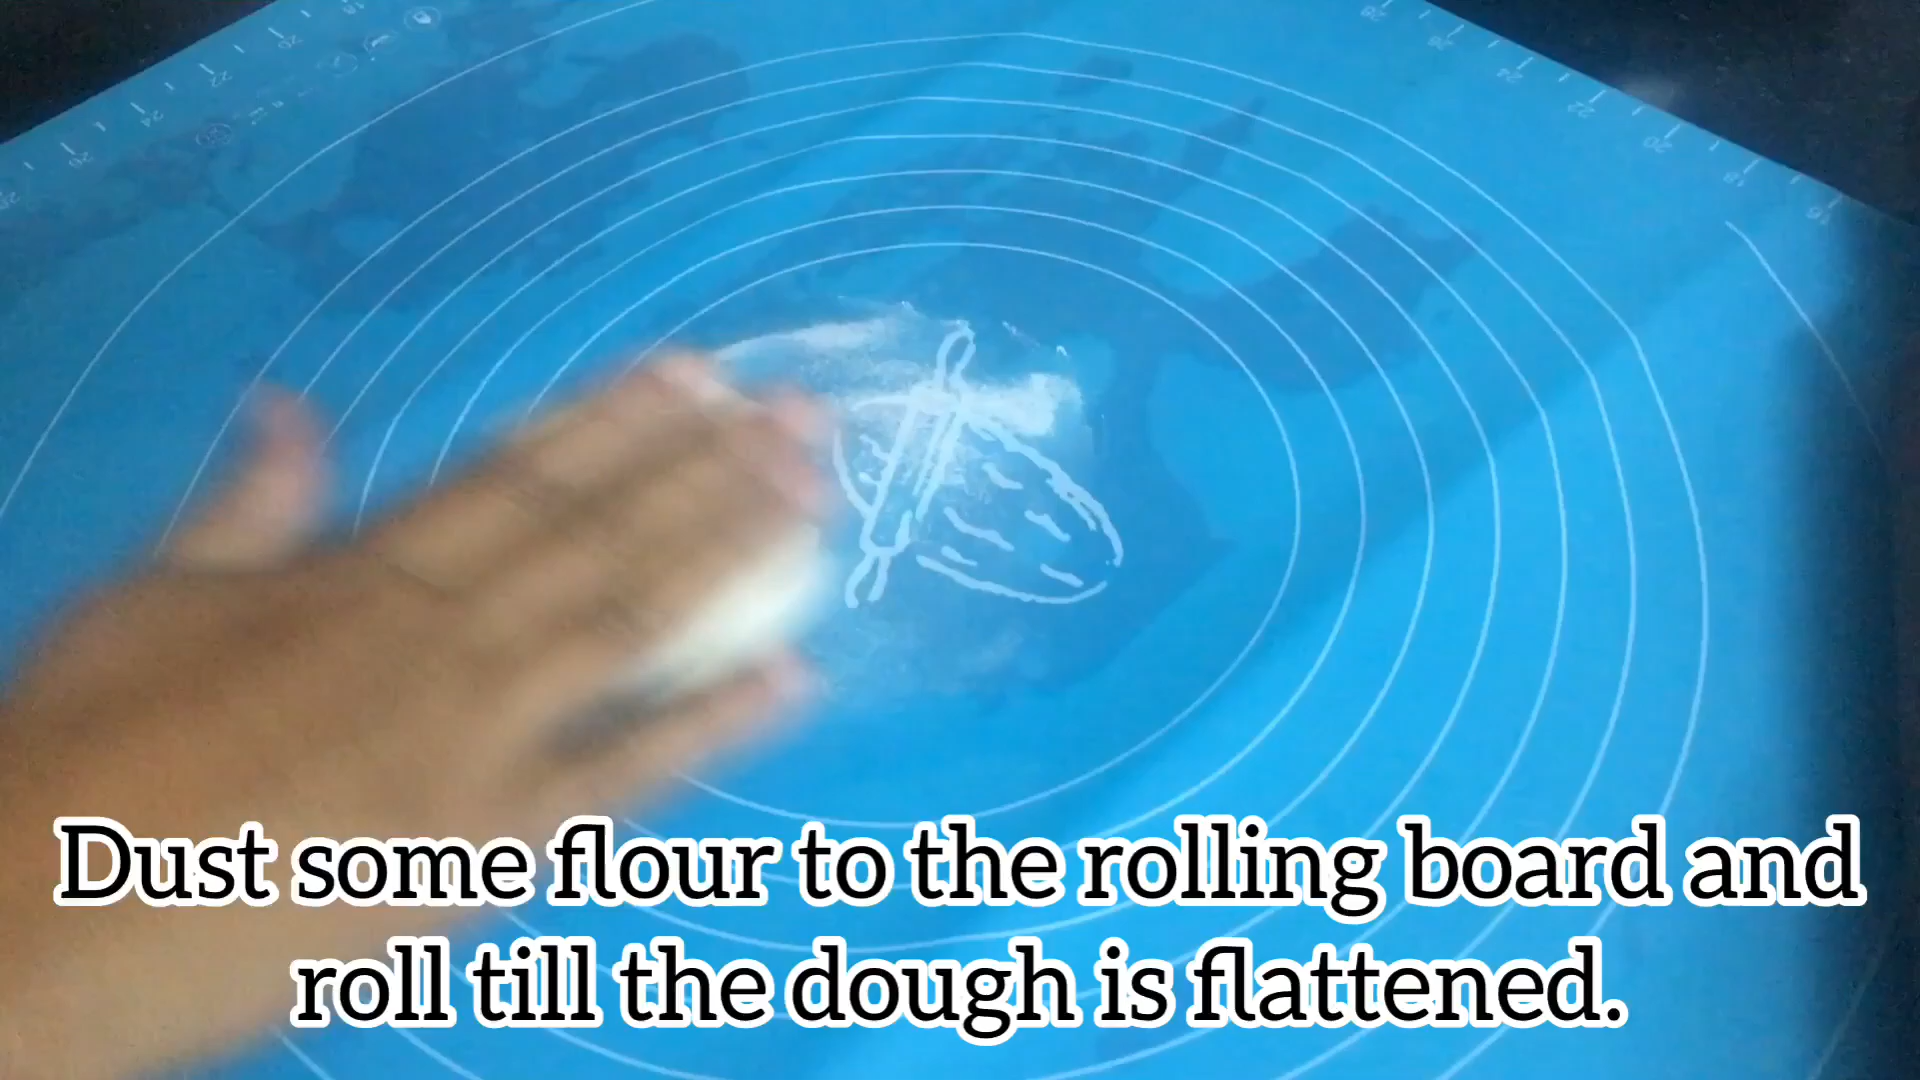 Dust some flour to the rolling board and
roll till the dough is flattened.